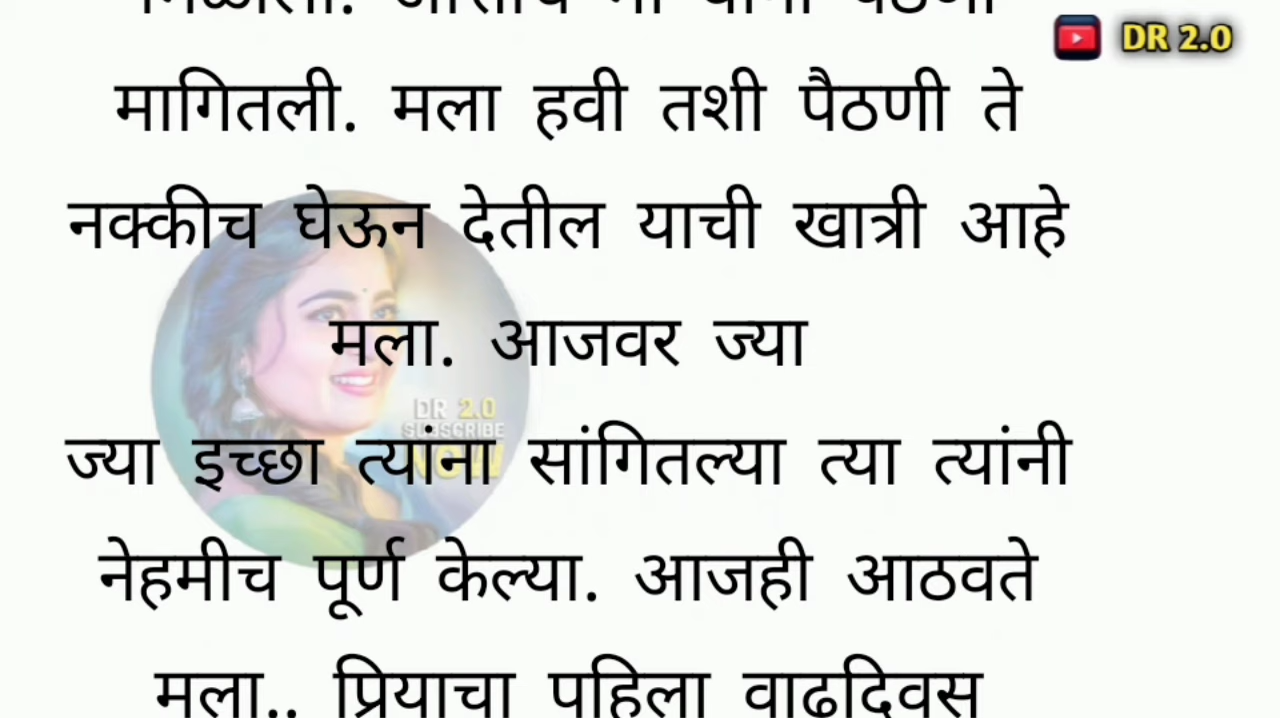 DR 2.0
मागितली. मला हवी तशी पैठणी ते
नक्कीच घेऊन देतील याची खात्री आहे
मला. आजवर ज्या
DR 2.0
SUBSCRIBE
NOW
ज्या इच्छा त्यांना सांगितल्या त्या त्यांनी
नेहमीच पूर्ण केल्या. आजही आठवते
मला.. प्रियाचा पहिला वाढदिवस